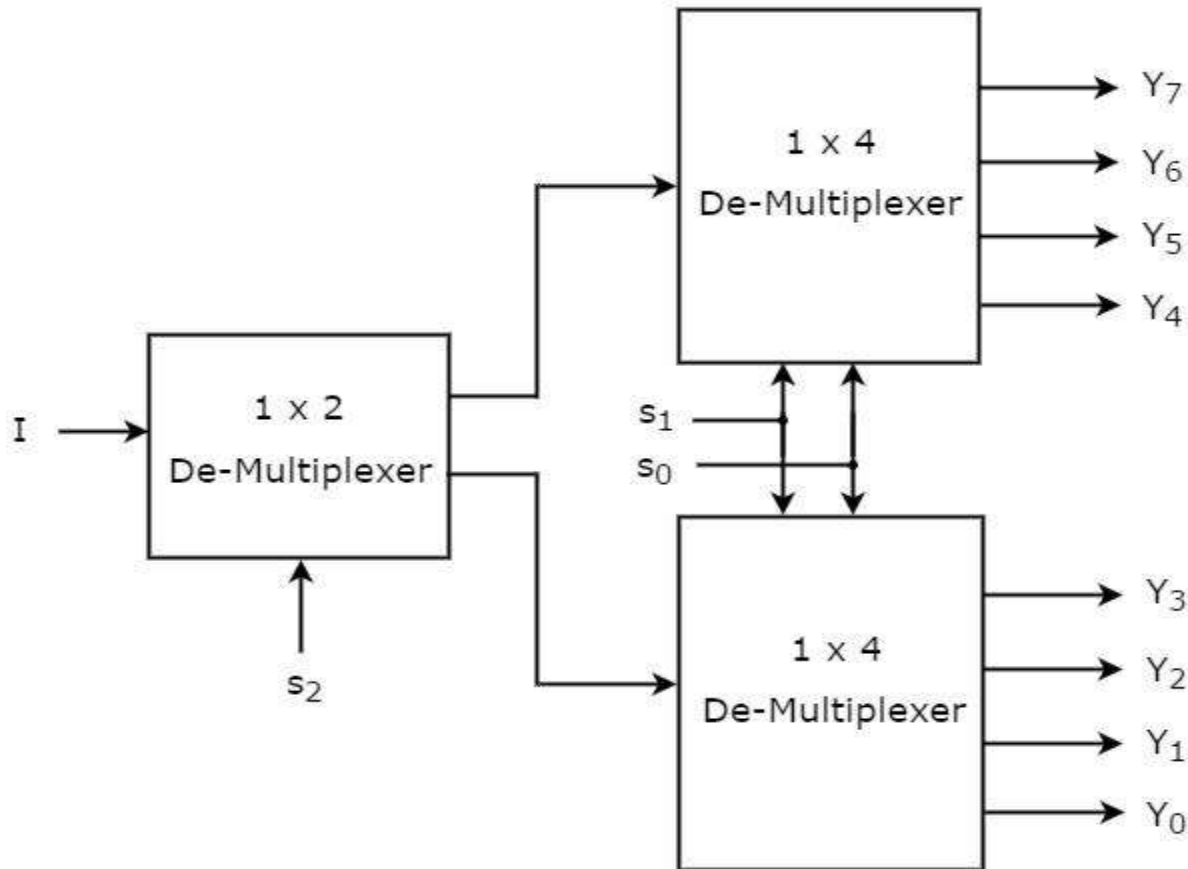 Y7
1 x 4
Y6
De-Multiplexer
Y5
Y4
1 x 2
s1
I
De-Multiplexer
s0
Y3
1 x 4
Y2
s2
De-Multiplexer
Y1
Y0